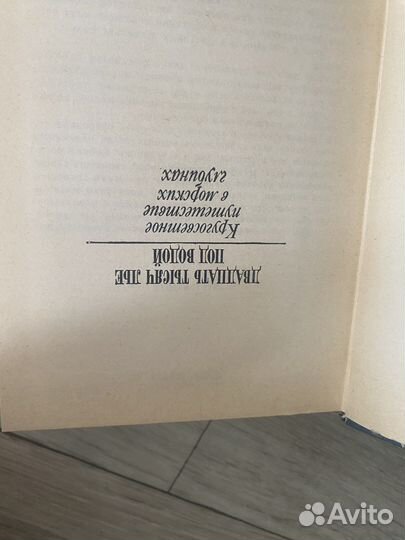 ДВАДЦАТЬ ТЫСЯЧ ЛЬЕ
ПОД ВОДОЙ
Кругосветное
путешествие
в морских
глубинах
Avito